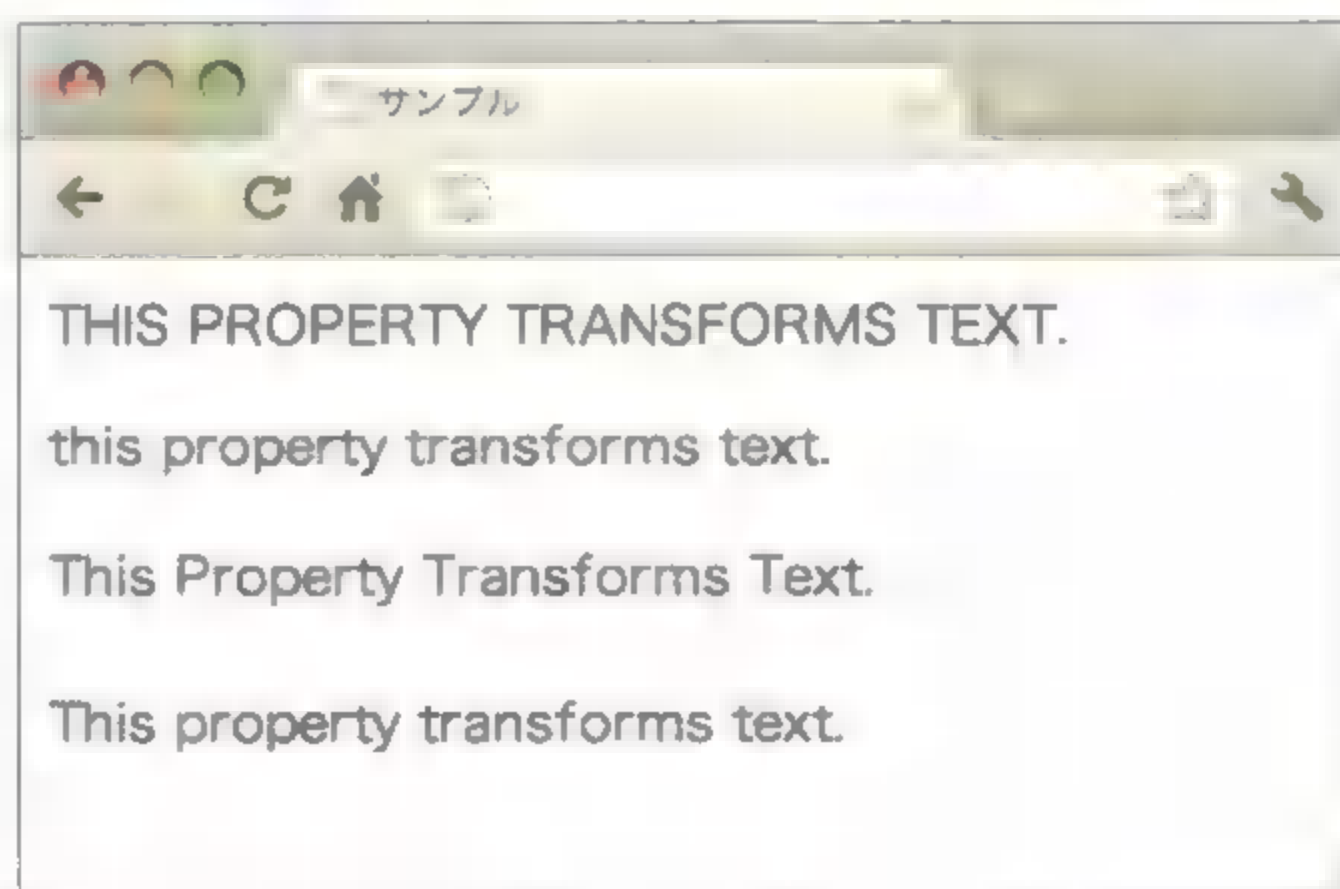 サンプル
THIS PROPERTY TRANSFORMS TEXT.
this property transforms text.
This Property Transforms Text.
This property transforms text.